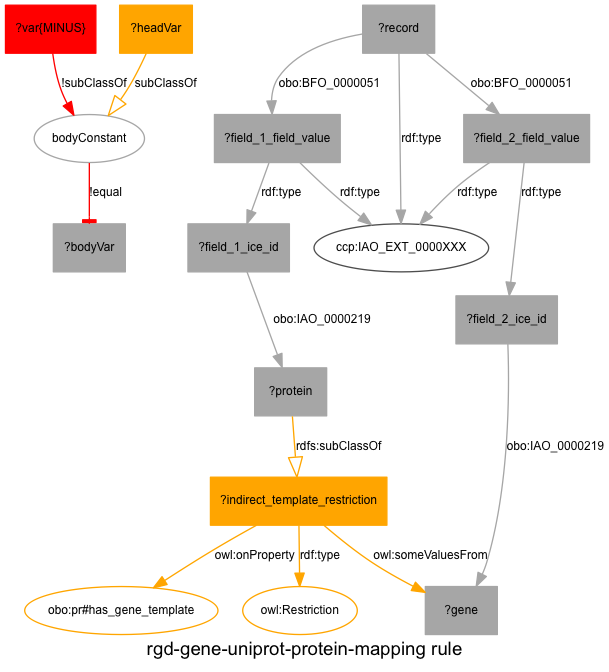 ?var{MINUS}
?headVar
?record
!subClassOf
subClassOf
obo:BFO_0000051
obo:BFO_0000051
bodyConstant
?field_1_field_value
rdf:type
?field_2_field_value
!equal
rdf:type
rdf:type
rdf:type
rdf:type
?bodyVar
?field_1_ice_id
ccp:IAO_EXT_0000XXX
?field_2_ice_id
obo:IAO_0000219
?protein
rdfs:subClassOf
obo:IAO_0000219
?indirect_template_restriction
owl:onProperty
rdf:type
owl:someValuesFrom
obo:pr#has_gene_template
owl:Restriction
?gene
rgd-gene-uniprot-protein-mapping rule